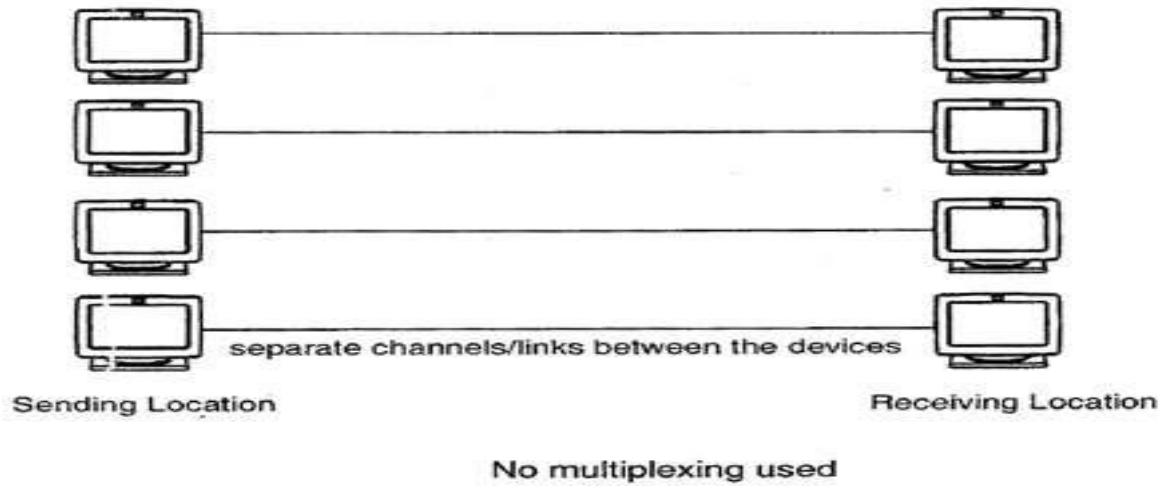 separate channels/links between the devices
Sending Location
Receiving Location
No multiplexing used